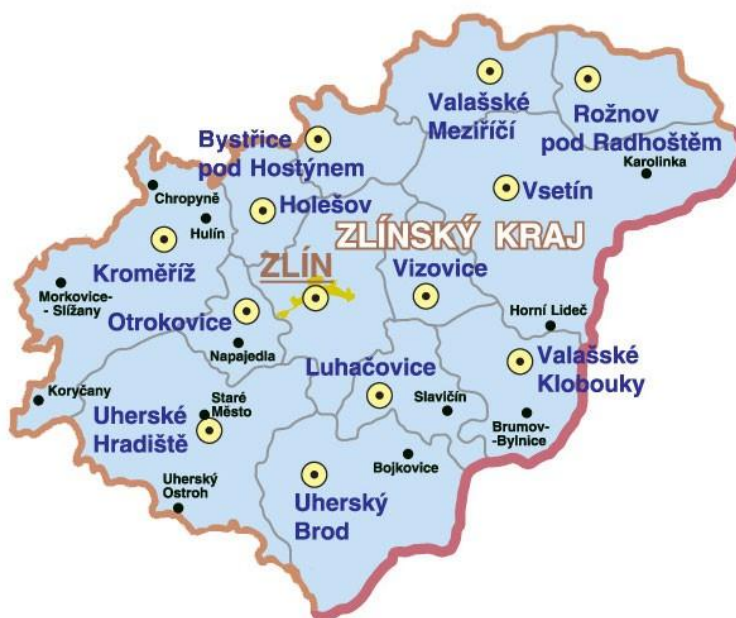 Valašské
Meziříčí
Rožnov
pod Radhoštěm
Karolinka
Bystřice
pod Hostýnem
Chropyně
Holešov
Vsetín
Hulín
ZLÍNSKÝ KRAJ
Kroměříž
ZLÍN
Vizovice
Morkovice-
- Slížany
Otrokovice
Horní Lideč
Napajedla
Luhačovice
Valašské
Klobouky
Koryčany
Staré
Město
Slavičín
Uherské
Hradiště
Brumov-
-Bylnice
Bojkovice
Uherský
Ostroh
Uherský
Brod